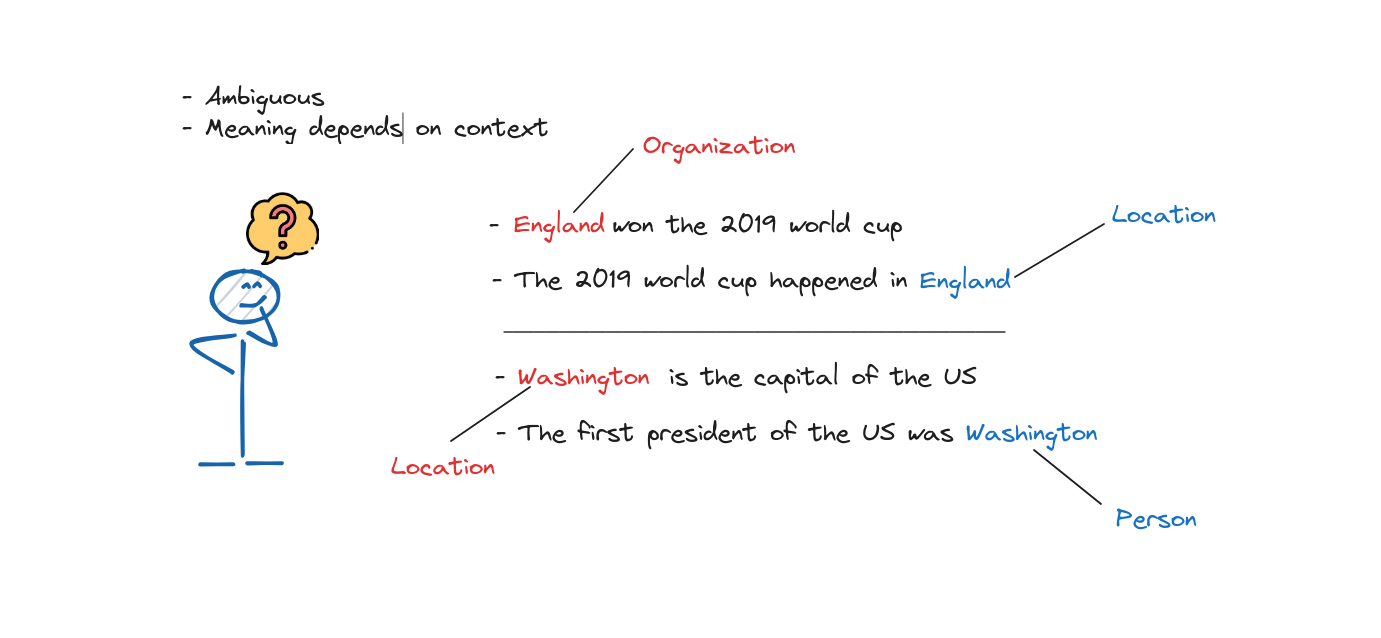 - Ambiguous
- Meaning depends on context
Organization
- England won the 2019 world cup
Location
- The 2019 world cup happened in England
- Washington is the capital of the US
- The first president of the US was Washington
Location
Person
?